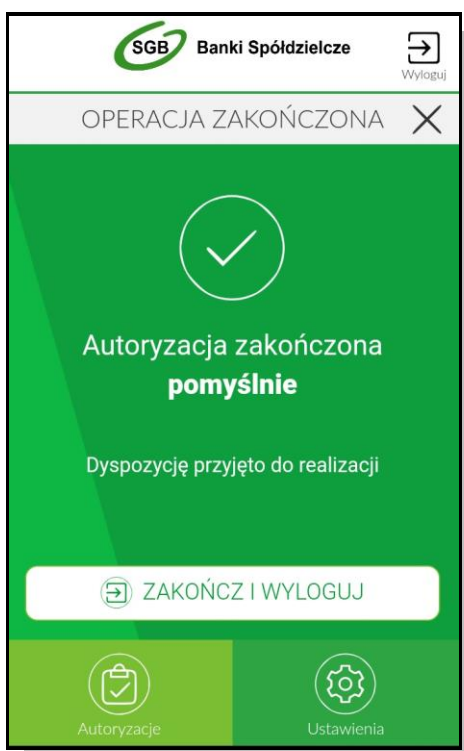 SGB Banki Spółdzielcze
Wyloguj
OPERACJA ZAKOŃCZONA
Autoryzacja zakończona
pomyślnie
Dyspozycję przyjęto do realizacji
ZAKOŃCZ I WYLOGUJ
Autoryzacje
Ustawienia